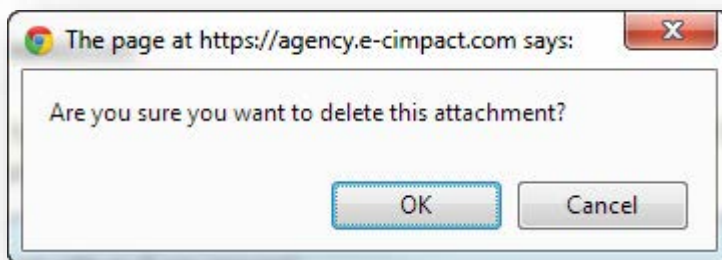 The page at https://agency.e-cimpact.com says:
Are you sure you want to delete this attachment?
OK
Cancel